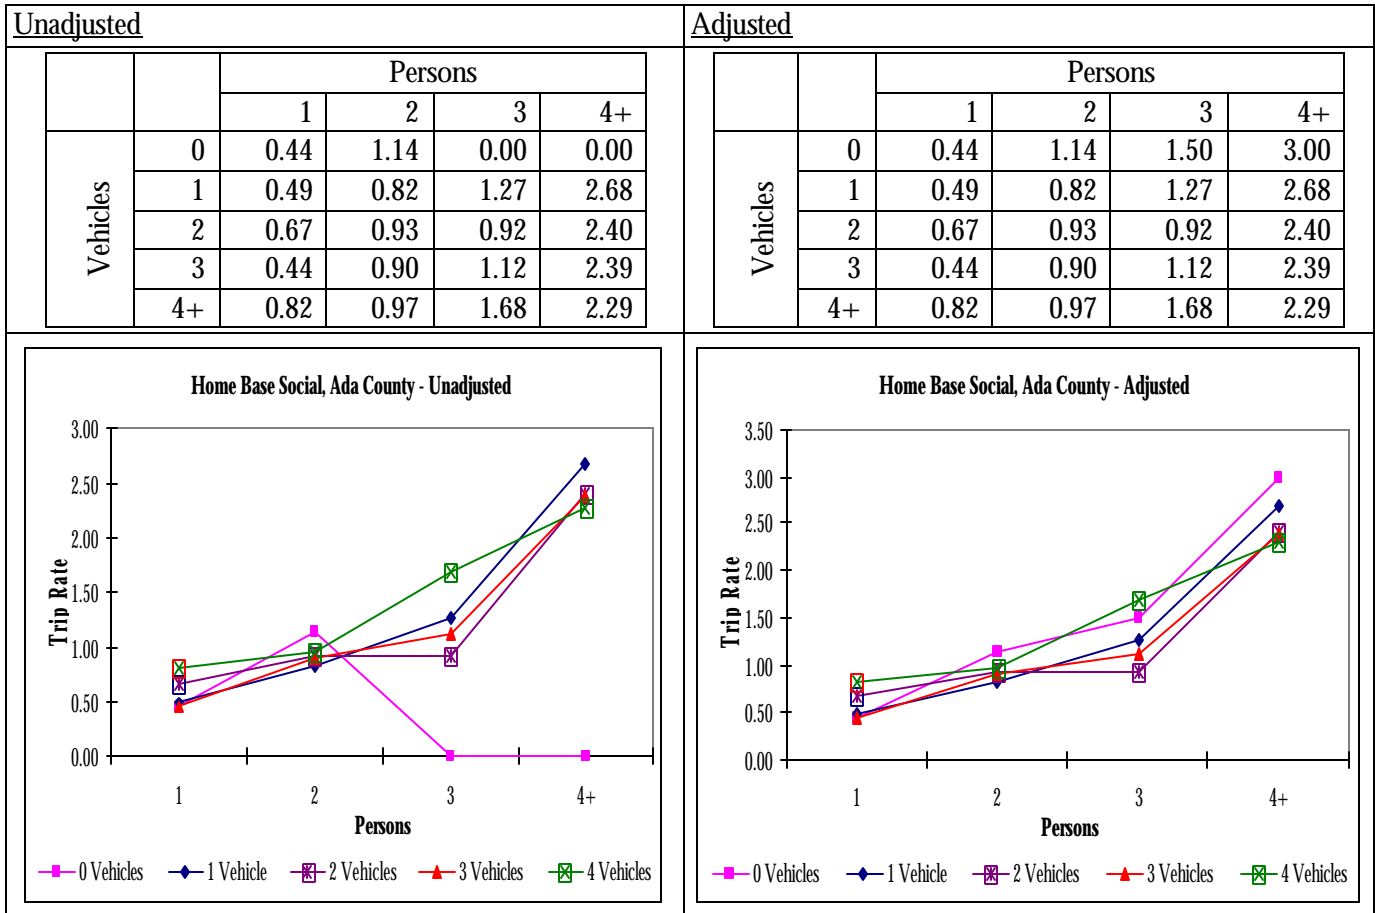 Unadjusted
Persons
1 2 3 4+
Vehicles
0 0.44 1.14 0.00 0.00
1 0.49 0.82 1.27 2.68
2 0.67 0.93 0.92 2.40
3 0.44 0.90 1.12 2.39
4+ 0.82 0.97 1.68 2.29
Adjusted
Persons
1 2 3 4+
Vehicles
0 0.44 1.14 1.50 3.00
1 0.49 0.82 1.27 2.68
2 0.67 0.93 0.92 2.40
3 0.44 0.90 1.12 2.39
4+ 0.82 0.97 1.68 2.29
Home Base Social, Ada County - Unadjusted
Trip Rate
3.00
2.50
2.00
1.50
1.00
0.50
0.00
1 2 3 4+
Persons
0 Vehicles 1 Vehicle 2 Vehicles 3 Vehicles 4 Vehicles
Home Base Social, Ada County - Adjusted
Trip Rate
3.50
3.00
2.50
2.00
1.50
1.00
0.50
0.00
1 2 3 4+
Persons
0 Vehicles 1 Vehicle 2 Vehicles 3 Vehicles 4 Vehicles